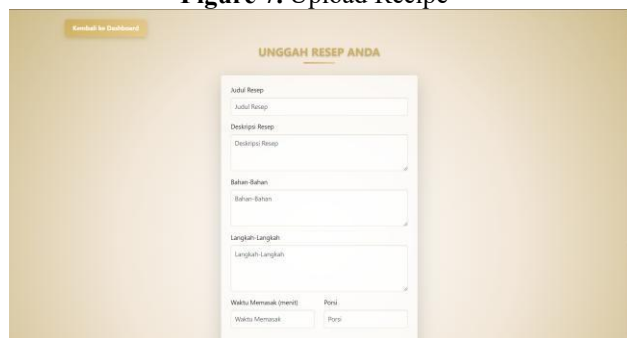 Figure 7. Upload Recipe
Kembali ke Dashboard
UNGGAH RESEP ANDA
Judul Resep
Judul Resep
Deskripsi Resep
Deskripsi Resep
Bahan-Bahan
Bahan-Bahan
Langkah-Langkah
Langkah-Langkah
Waktu Memasak (menit) Porsi
Waktu Memasak Porsi